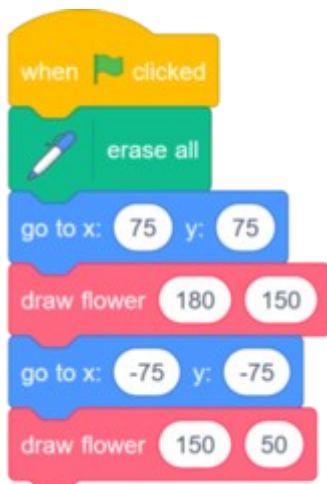 when clicked
erase all
go to x: 75 y: 75
draw flower 180 150
go to x: -75 y: -75
draw flower 150 50